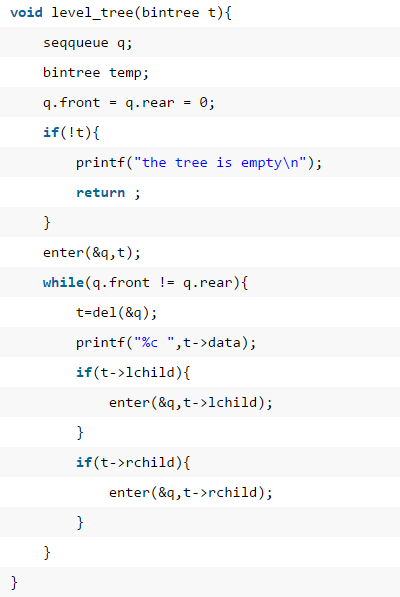 void level_tree(bintree t){
    seqqueue q;
    bintree temp;
    q.front = q.rear = 0;
    if(!t){
        printf("the tree is empty\n");
        return ;
    }
    enter(&q,t);
    while(q.front != q.rear){
        t=del(&q);
        printf("%c ",t->data);
        if(t->lchild){
            enter(&q,t->lchild);
        }
        if(t->rchild){
            enter(&q,t->rchild);
        }
    }
}